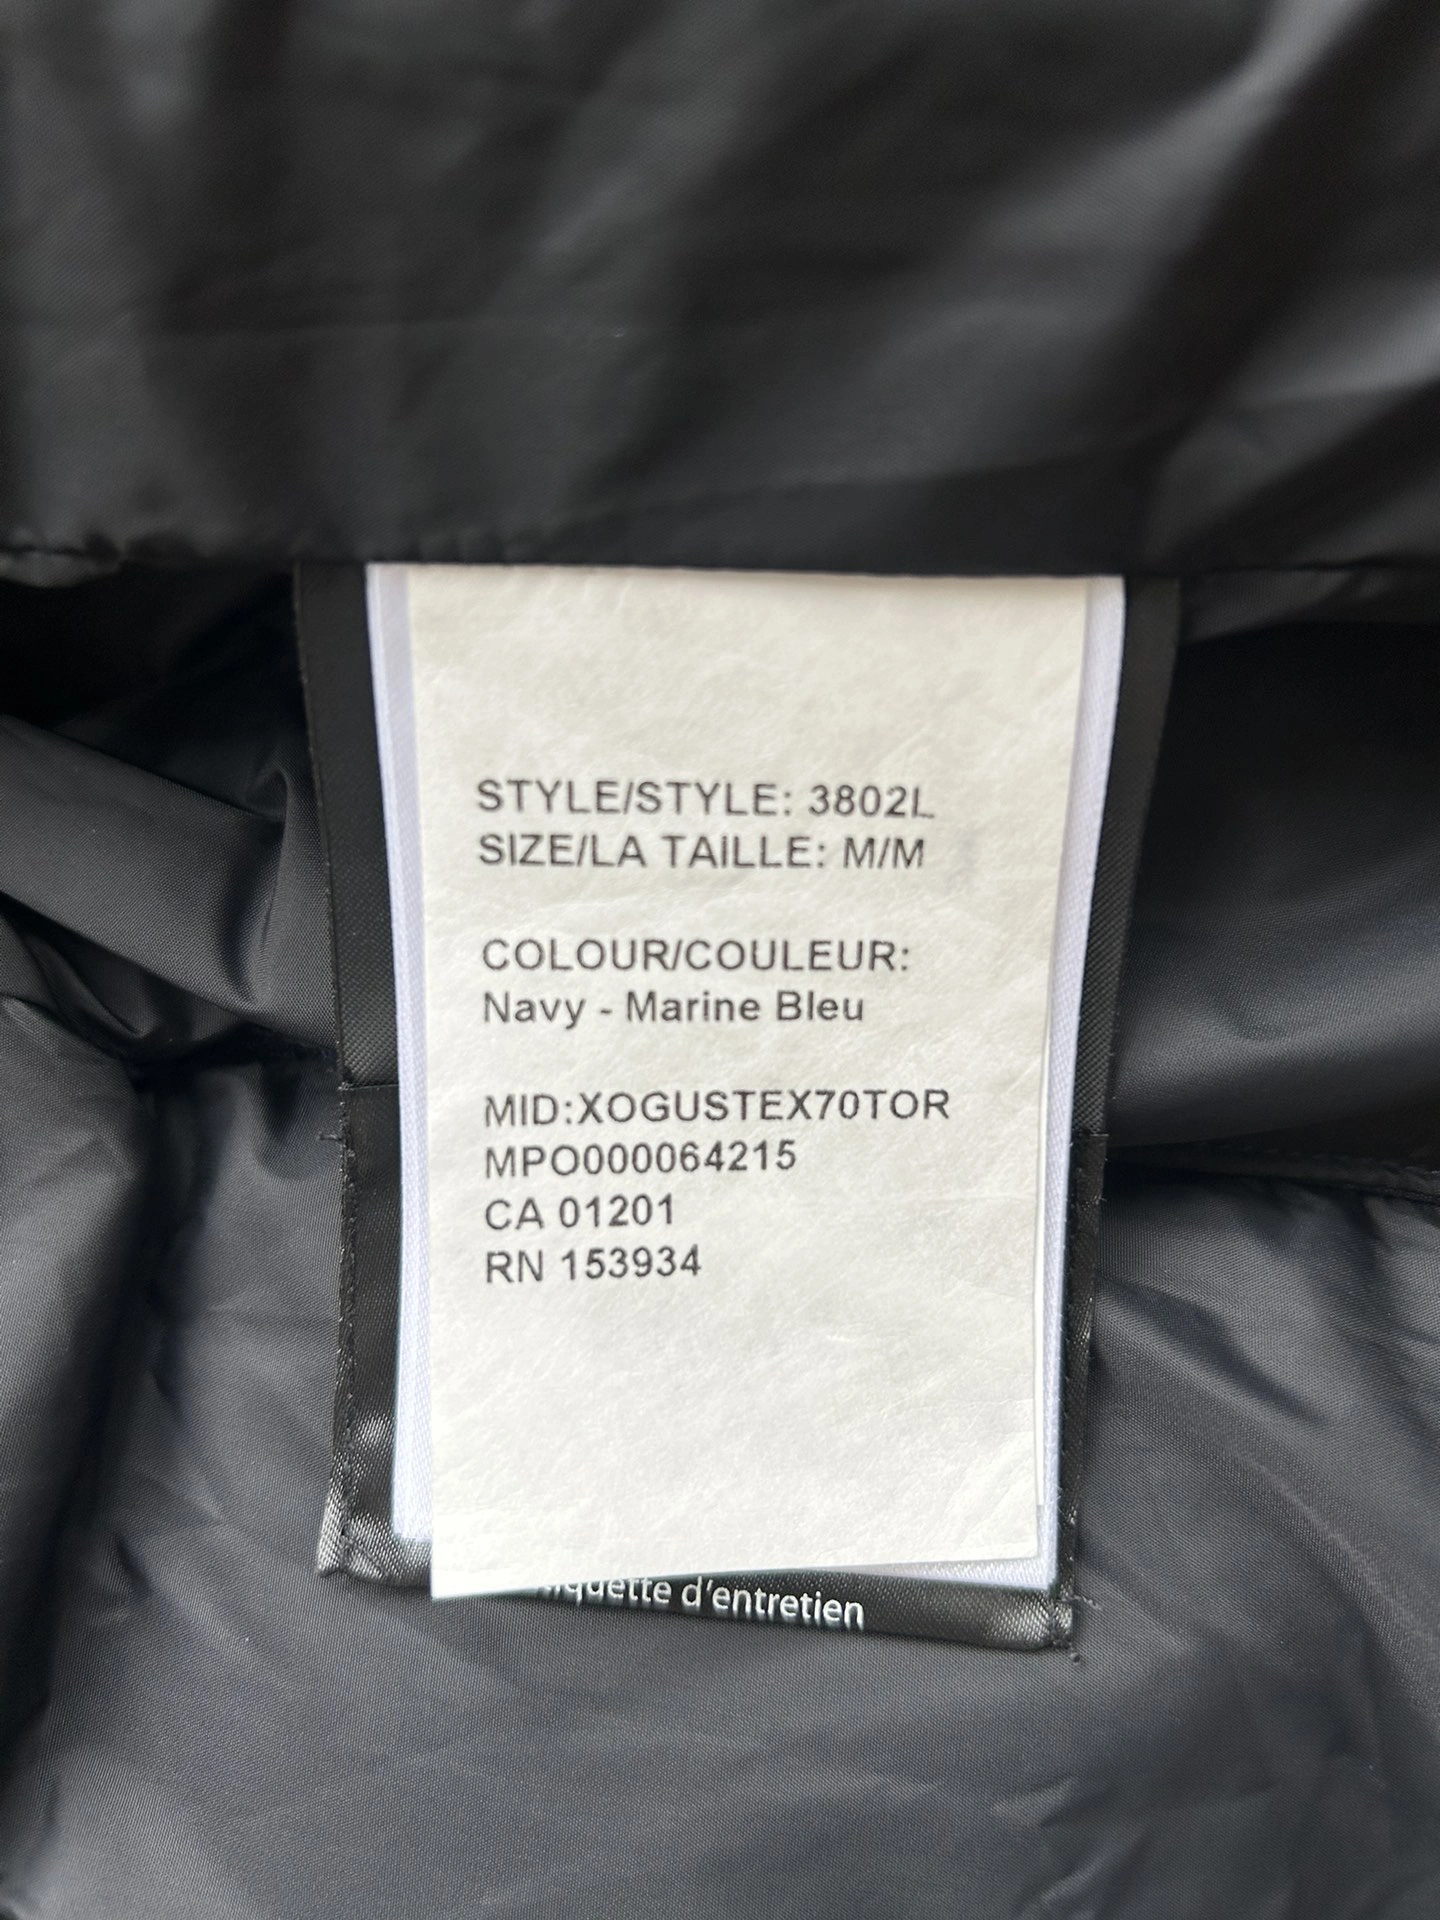 STYLE/STYLE: 3802L
SIZE/LA TAILLE: M/M
COLOUR/COULEUR:
Navy - Marine Bleu
MID:XOGUSTEX70TOR
MPO000064215
CA 01201
RN 153934
d'entretien